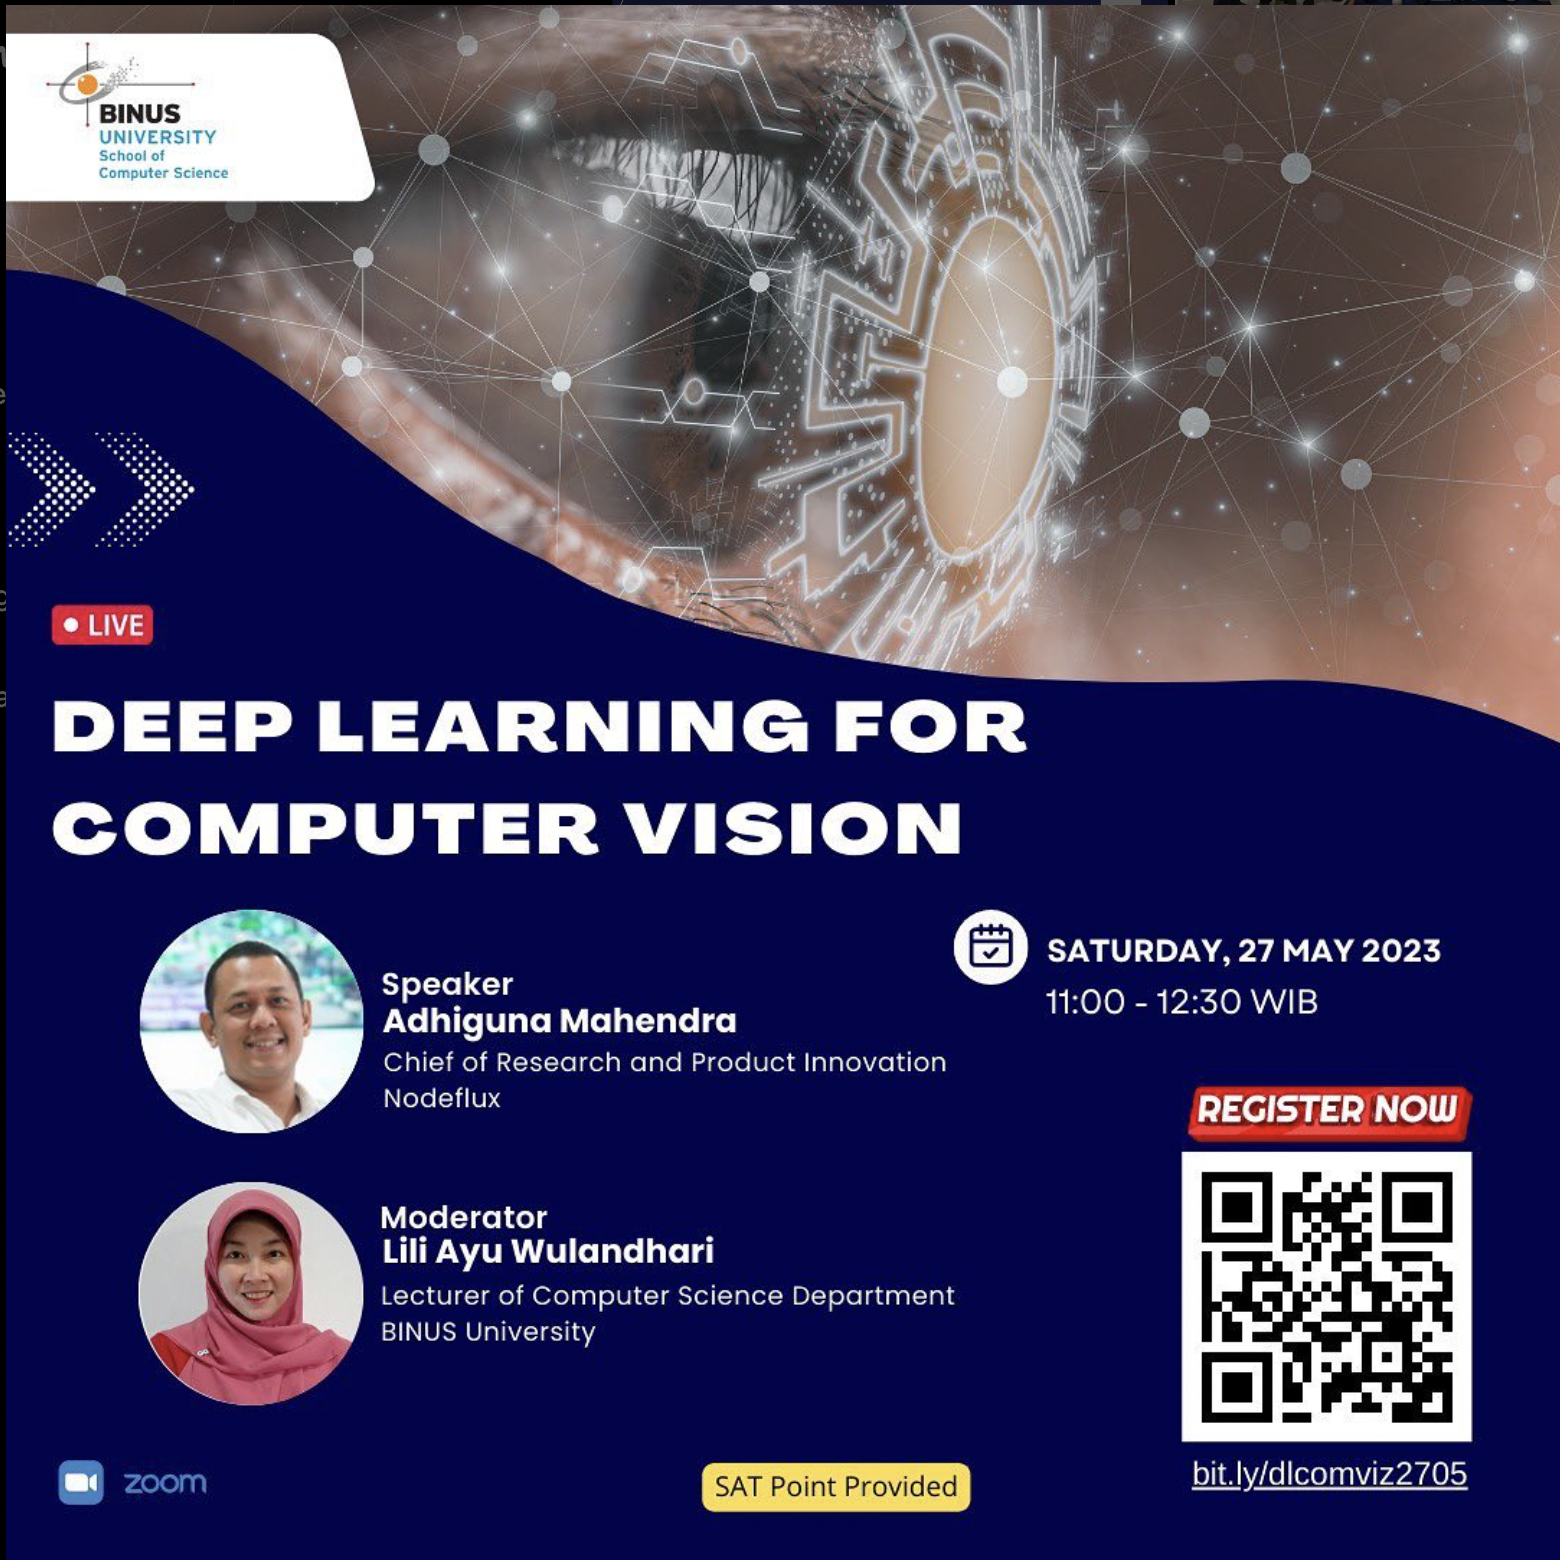 BINUS
UNIVERSITY
School of
Computer Science
LIVE
DEEP LEARNING FOR
COMPUTER VISION
Speaker
Adhiguna Mahendra
Chief of Research and Product Innovation
Nodeflux
SATURDAY, 27 MAY 2023
11:00 - 12:30 WIB
REGISTER NOW
Moderator
Lili Ayu Wulandhari
Lecturer of Computer Science Department
BINUS University
bit.ly/dlcomviz2705
zoom
SAT Point Provided